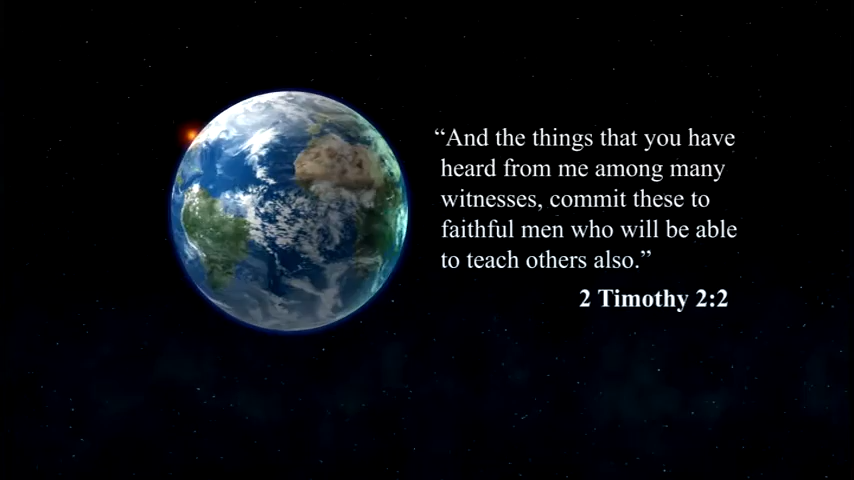 “And the things that you have
heard from me among many
witnesses, commit these to
faithful men who will be able
to teach others also.”
2 Timothy 2:2